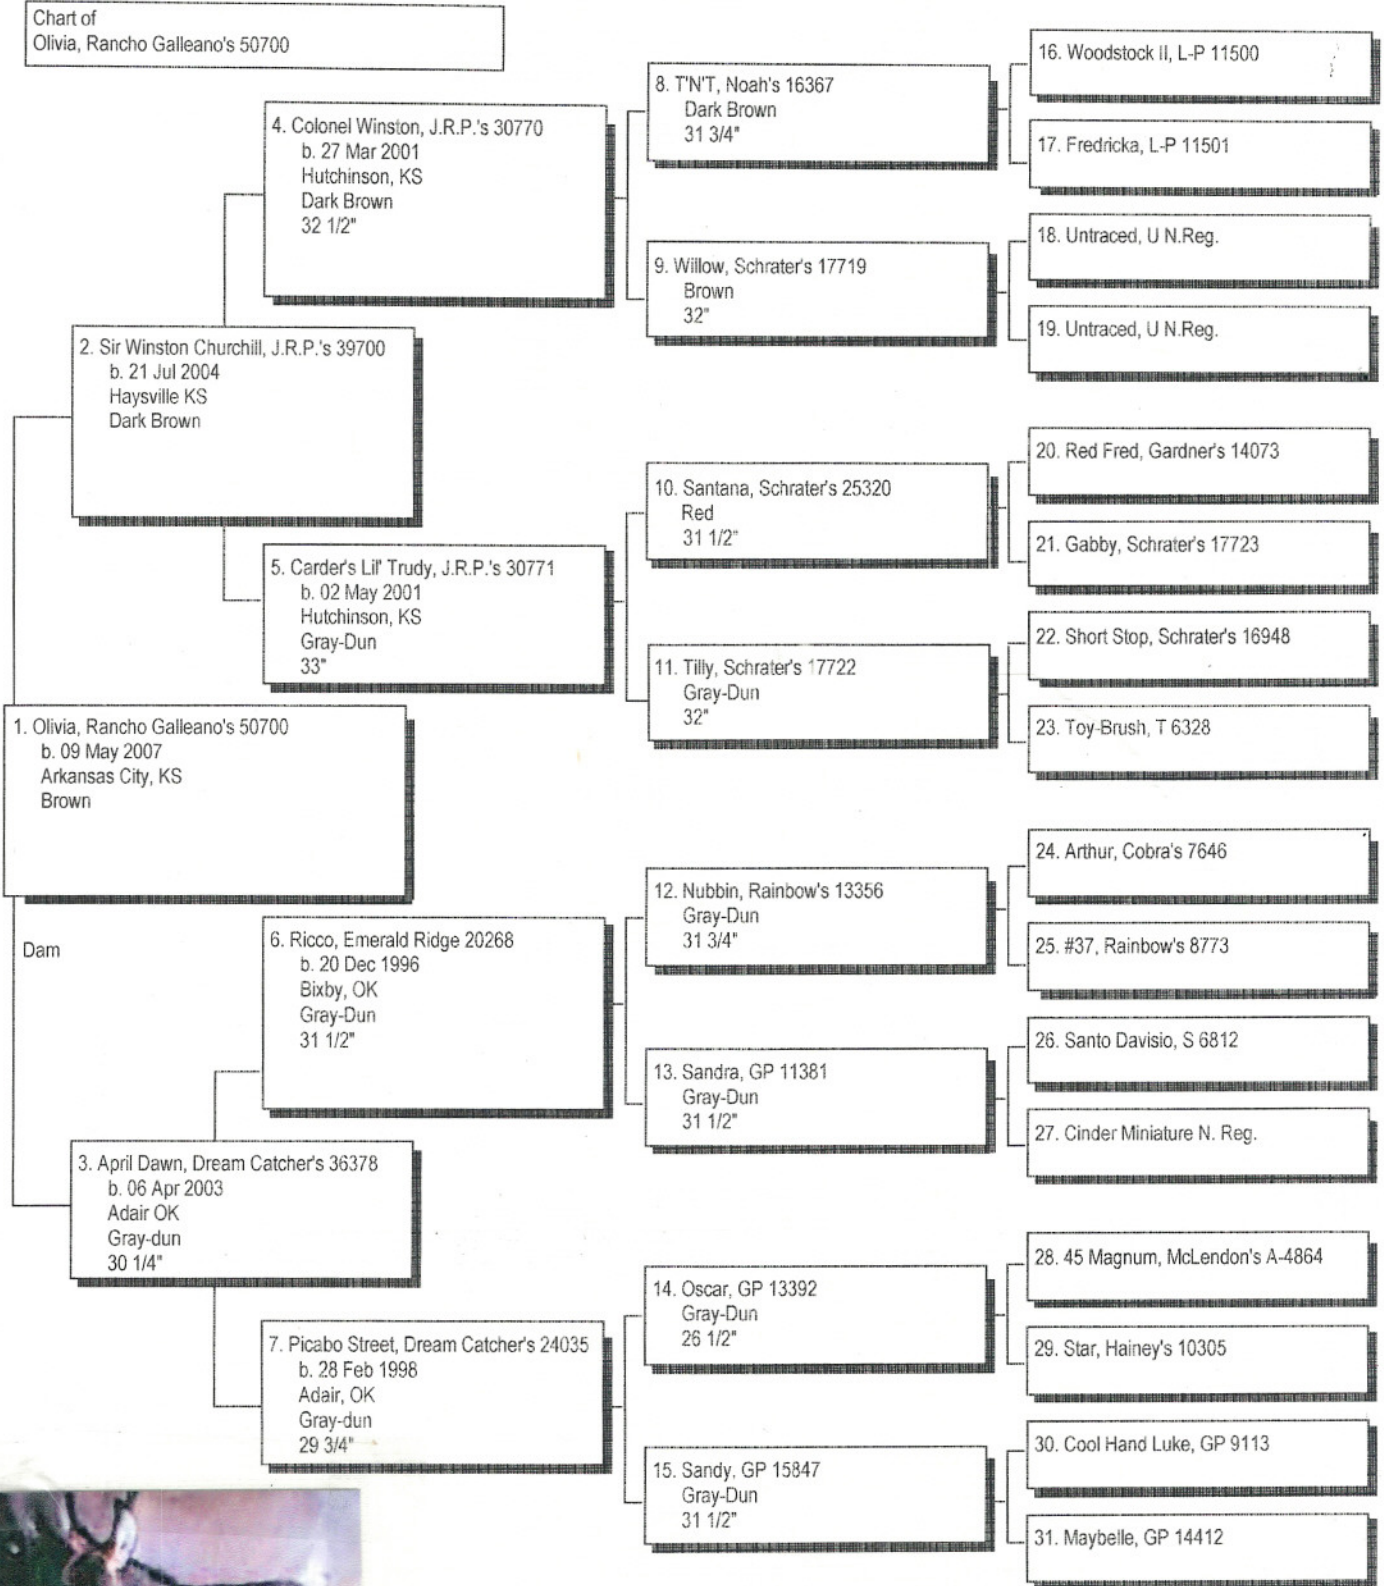 Chart of
Olivia, Rancho Galleano's 50700
1. Olivia, Rancho Galleano's 50700
b. 09 May 2007
Arkansas City, KS
Brown
Dam
2. Sir Winston Churchill, J.R.P.'s 39700
b. 21 Jul 2004
Haysville KS
Dark Brown
3. April Dawn, Dream Catcher's 36378
b. 06 Apr 2003
Adair OK
Gray-dun
30 1/4"
4. Colonel Winston, J.R.P.'s 30770
b. 27 Mar 2001
Hutchinson, KS
Dark Brown
32 1/2"
5. Carder's Lil' Trudy, J.R.P.'s 30771
b. 02 May 2001
Hutchinson, KS
Gray-Dun
33"
6. Ricco, Emerald Ridge 20268
b. 20 Dec 1996
Bixby, OK
Gray-Dun
31 1/2"
7. Picabo Street, Dream Catcher's 24035
b. 28 Feb 1998
Adair, OK
Gray-dun
29 3/4"
8. T'N'T, Noah's 16367
Dark Brown
31 3/4"
9. Willow, Schrater's 17719
Brown
32"
10. Santana, Schrater's 25320
Red
31 1/2"
11. Tilly, Schrater's 17722
Gray-Dun
32"
12. Nubbin, Rainbow's 13356
Gray-Dun
31 3/4"
13. Sandra, GP 11381
Gray-Dun
31 1/2"
14. Oscar, GP 13392
Gray-Dun
26 1/2"
15. Sandy, GP 15847
Gray-Dun
31 1/2"
16. Woodstock II, L-P 11500
17. Fredricka, L-P 11501
18. Untraced, U N.Reg.
19. Untraced, U N.Reg.
20. Red Fred, Gardner's 14073
21. Gabby, Schrater's 17723
22. Short Stop, Schrater's 16948
23. Toy-Brush, T 6328
24. Arthur, Cobra's 7646
25. #37, Rainbow's 8773
26. Santo Davisio, S 6812
27. Cinder Miniature N. Reg.
28. 45 Magnum, McLendon's A-4864
29. Star, Hainey's 10305
30. Cool Hand Luke, GP 9113
31. Maybelle, GP 14412